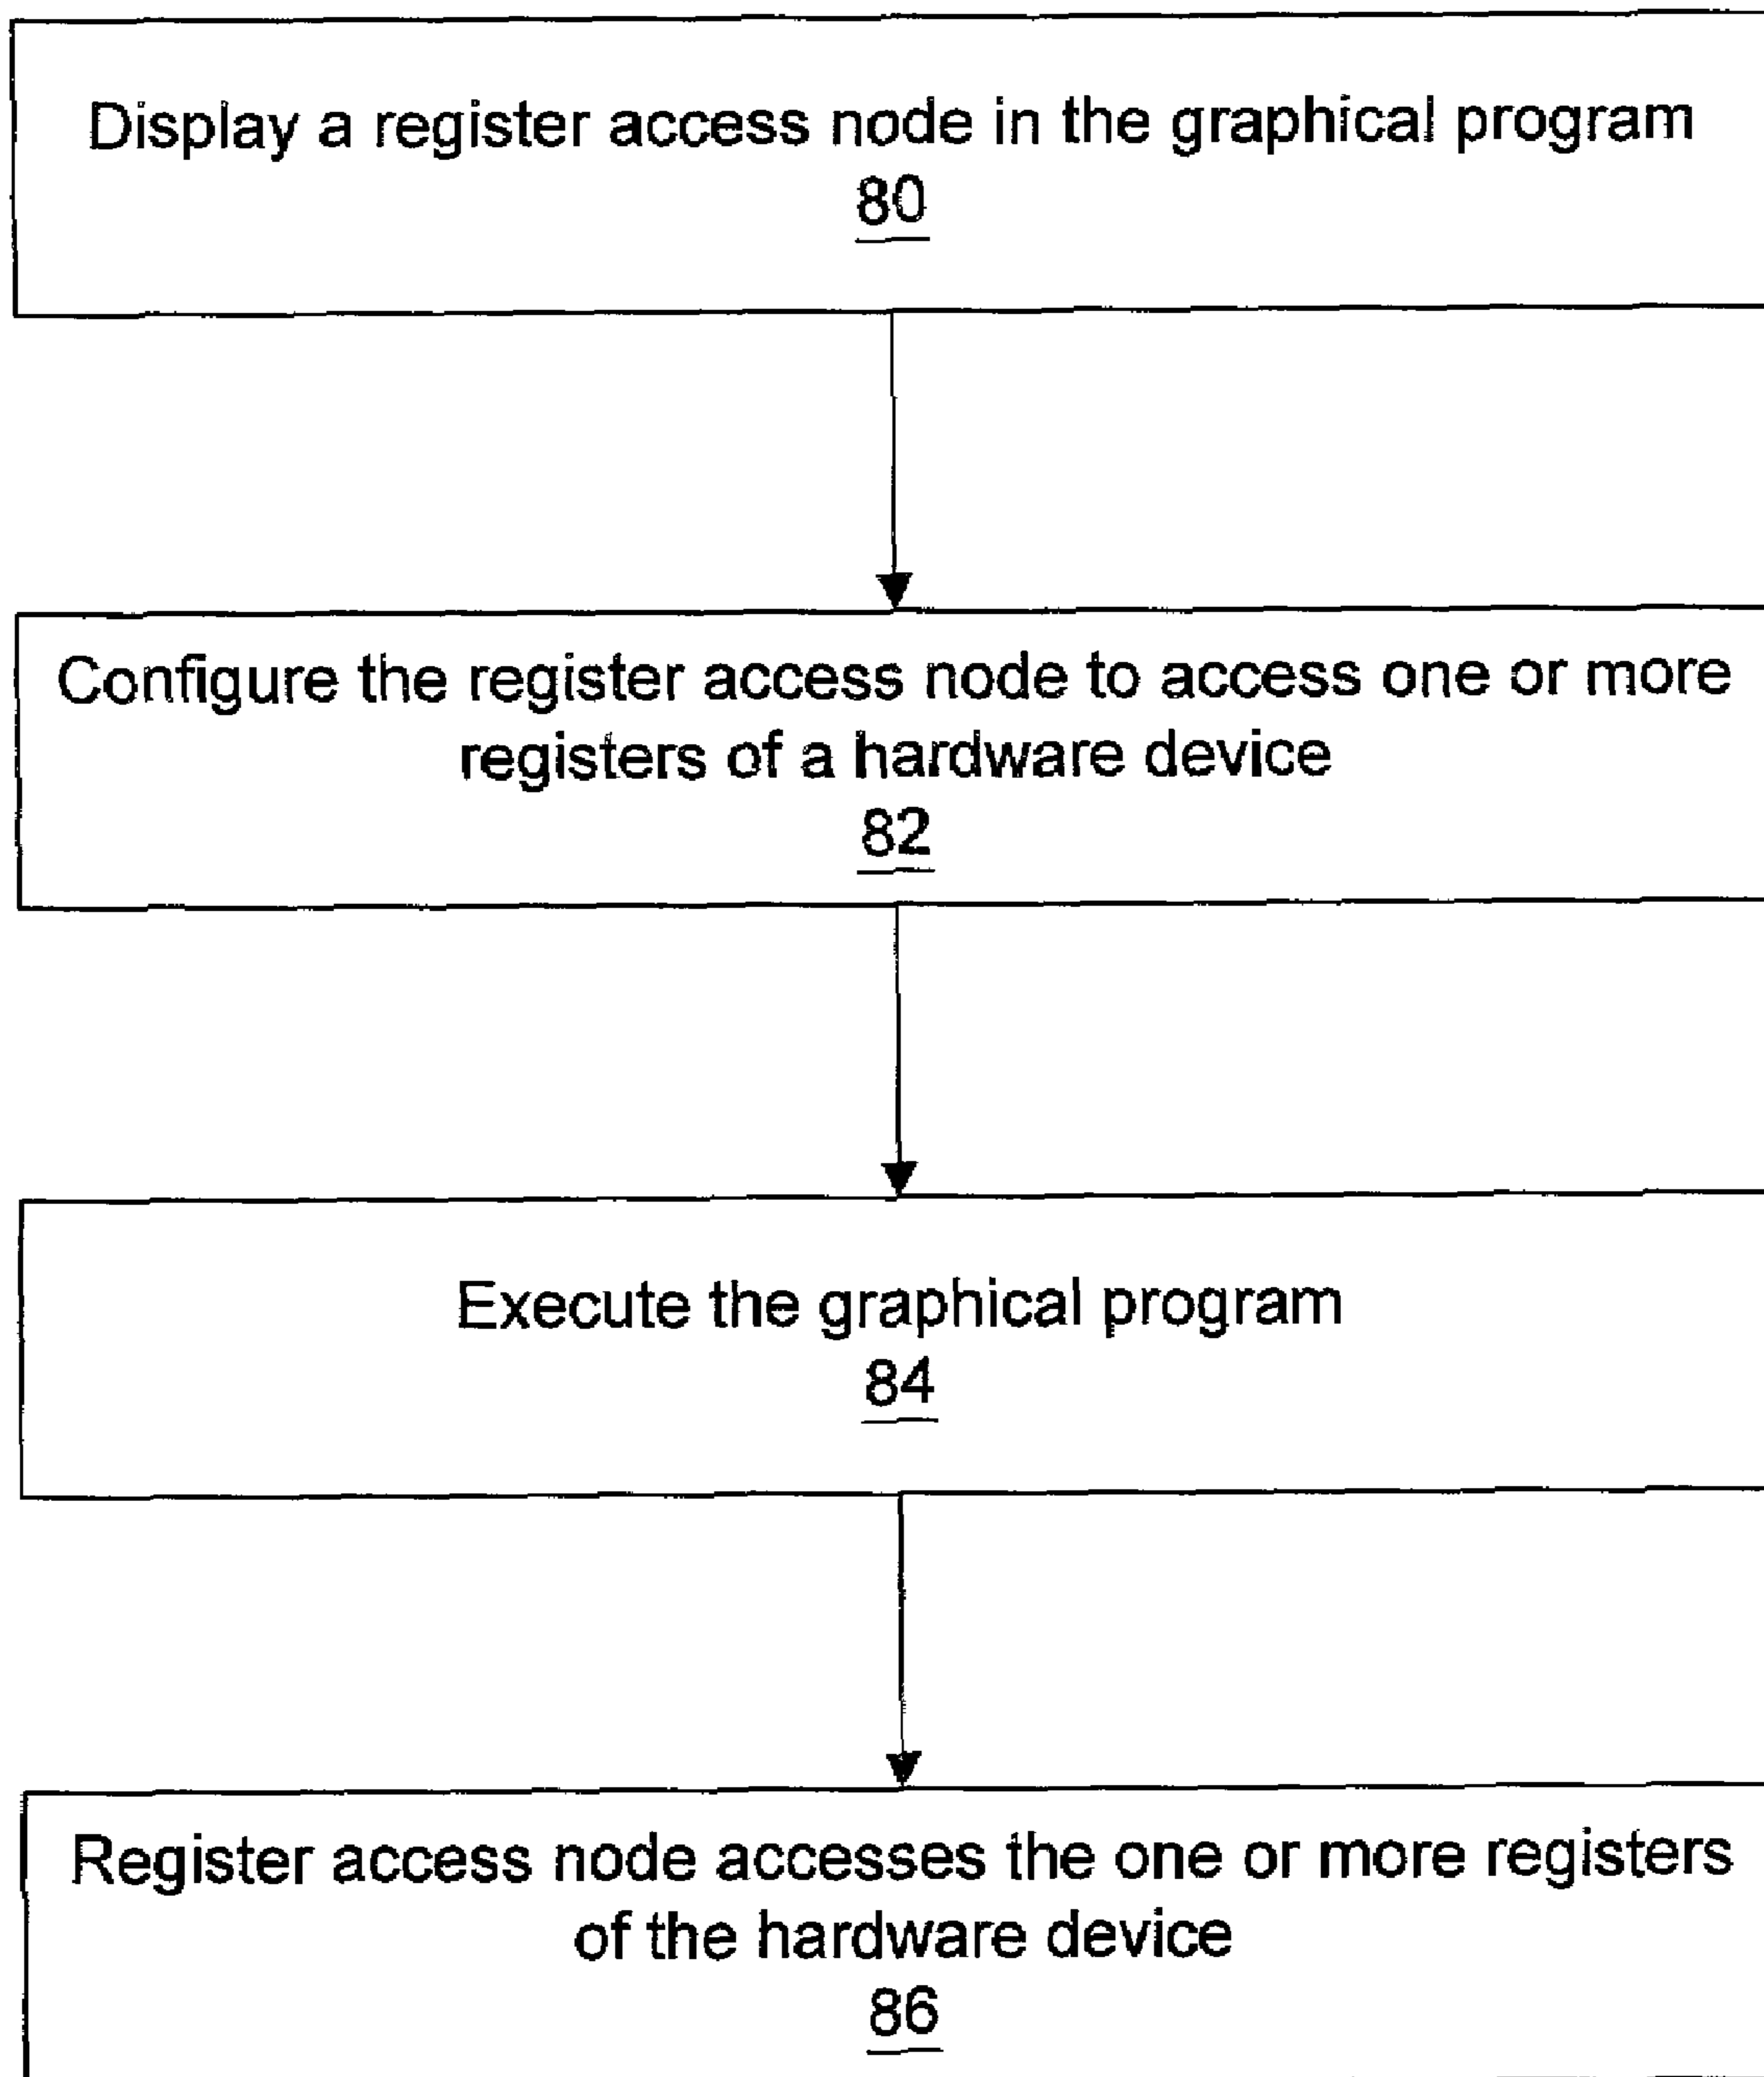 Display a register access node in the graphical program
80
Configure the register access node to access one or more
registers of a hardware device
82
Execute the graphical program
84
Register access node accesses the one or more registers
of the hardware device
86